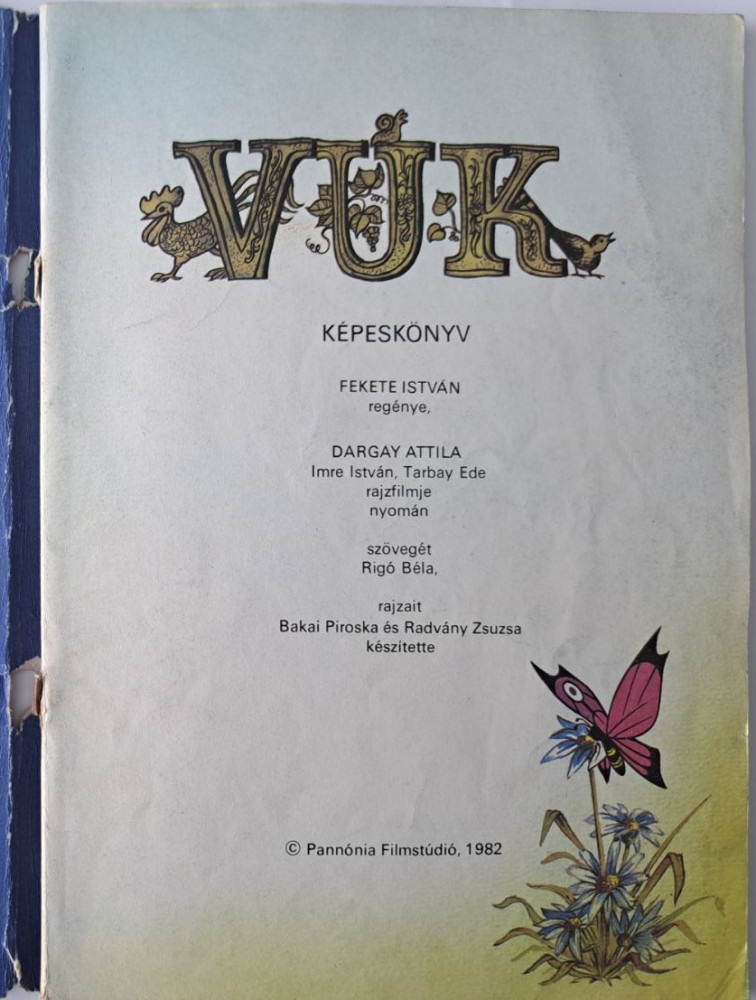 VÚK
KÉPESKÖNYV
FEKETE ISTVÁN
regénye,
DARGAY ATTILA
Imre István, Tarbay Ede
rajzfilmje
nyomán
szövegét
Rigó Béla,
rajzait
Bakai Piroska és Radvány Zsuzsa
készítette
© Pannónia Filmstúdió, 1982